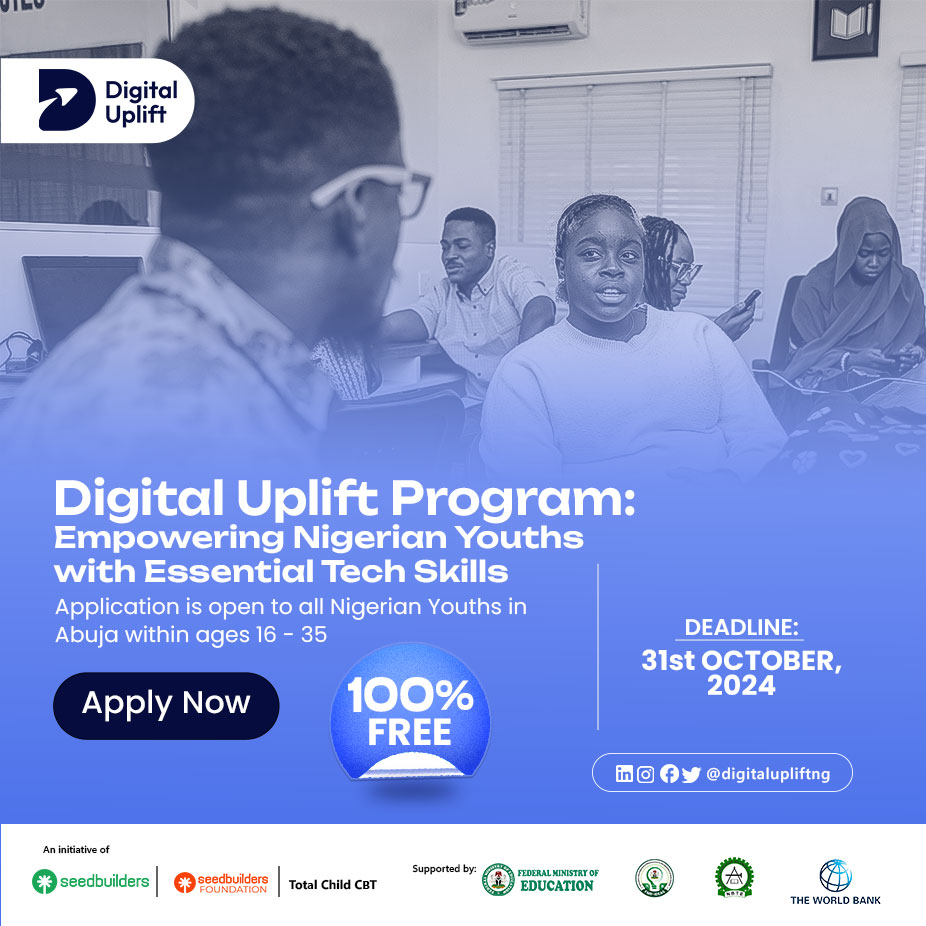 Digital
Uplift
Digital Uplift Program:
Empowering Nigerian Youths
with Essential Tech Skills
Application is open to all Nigerian Youths in
Abuja within ages 16 - 35
Apply Now
100%
FREE
DEADLINE:
31st OCTOBER,
2024
@digitalupliftng
An initiative of
seedbuilders
seedbuilders
FOUNDATION
Total Child CBT
Supported by:
FEDERAL MINISTRY OF
EDUCATION
THE WORLD BANK